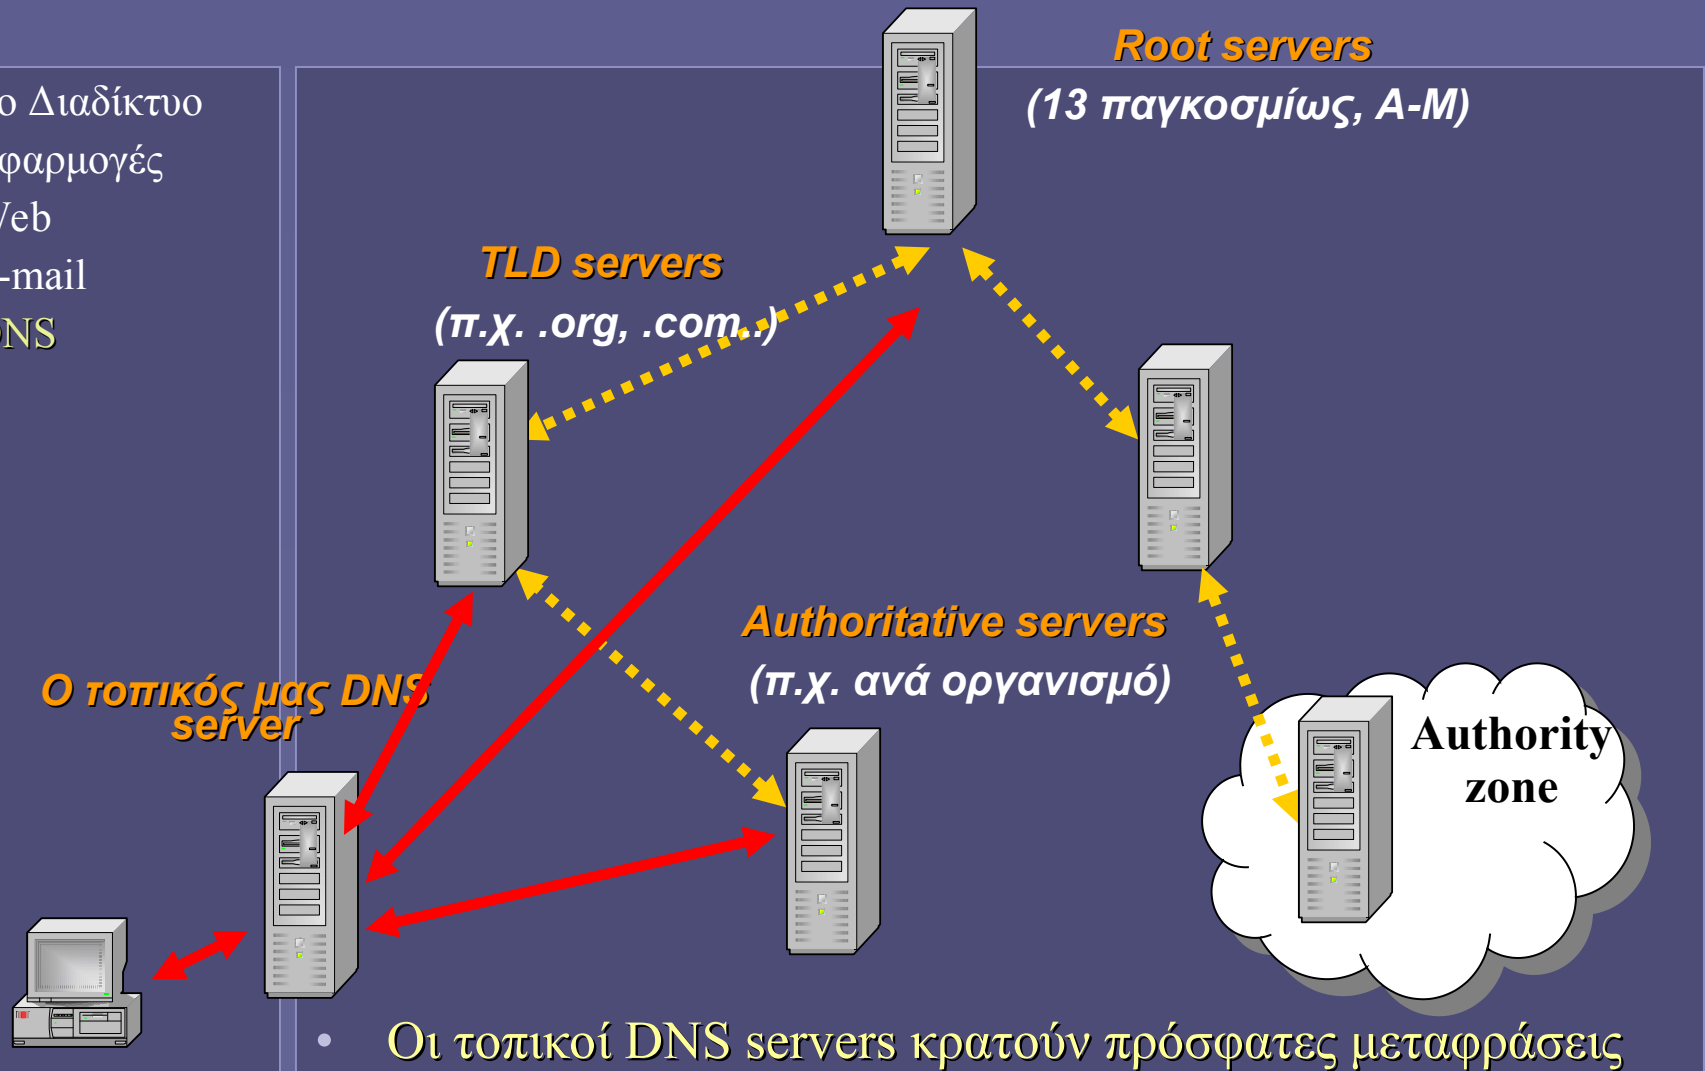 ο Διαδίκτυο
φαρμογές
Veb
-mail
DNS
Root servers
(13 παγκοσμίως, A-M)
TLD servers
(π.χ. .org, .com..)
Authoritative servers
(π.χ. ανά οργανισμό)
Ο τοπικός μας DNS
server
Authority
zone
• Οι τοπικοί DNS servers κρατούν πρόσφατες μεταφράσεις